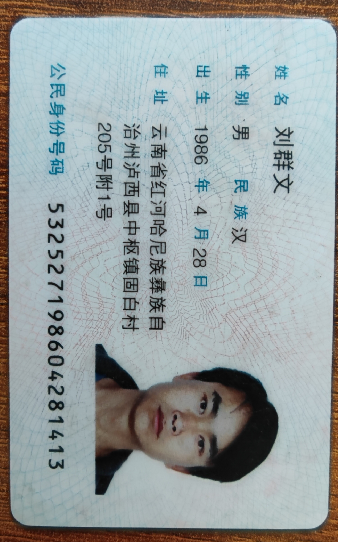 姓名 刘群文
性别 男 民族 汉
出生 1986 年 4 月 28 日
住址 云南省红河哈尼族彝族自
治州泸西县中枢镇固白村
205号附1号
公民身份号码 532527198604281413